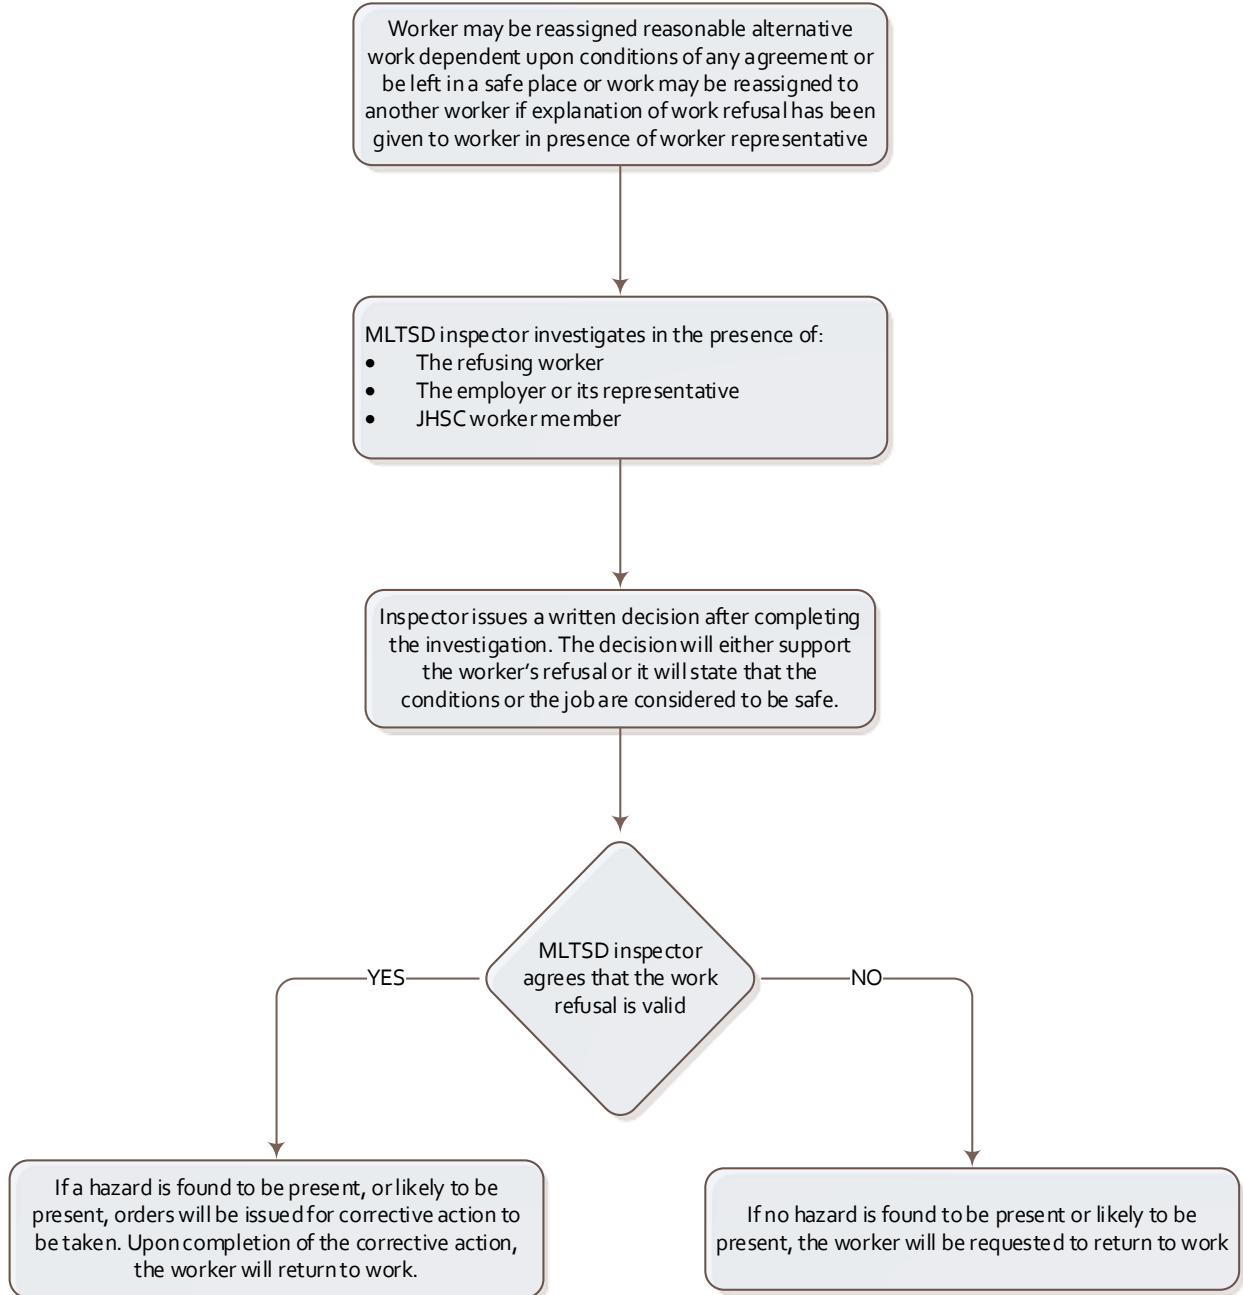 Worker may be reassigned reasonable alternative
work dependent upon conditions of any agreement or
be left in a safe place or work may be reassigned to
another worker if explanation of work refusal has been
given to worker in presence of worker representative
MLTSD inspector investigates in the presence of:
• The refusing worker
• The employer or its representative
• JHSC worker member
Inspector issues a written decision after completing
the investigation. The decision will either support
the worker’s refusal or it will state that the
conditions or the job are considered to be safe.
MLTSD inspector
agrees that the work
refusal is valid
YES
NO
If a hazard is found to be present, or likely to be
present, orders will be issued for corrective action to
be taken. Upon completion of the corrective action,
the worker will return to work.
If no hazard is found to be present or likely to be
present, the worker will be requested to return to work